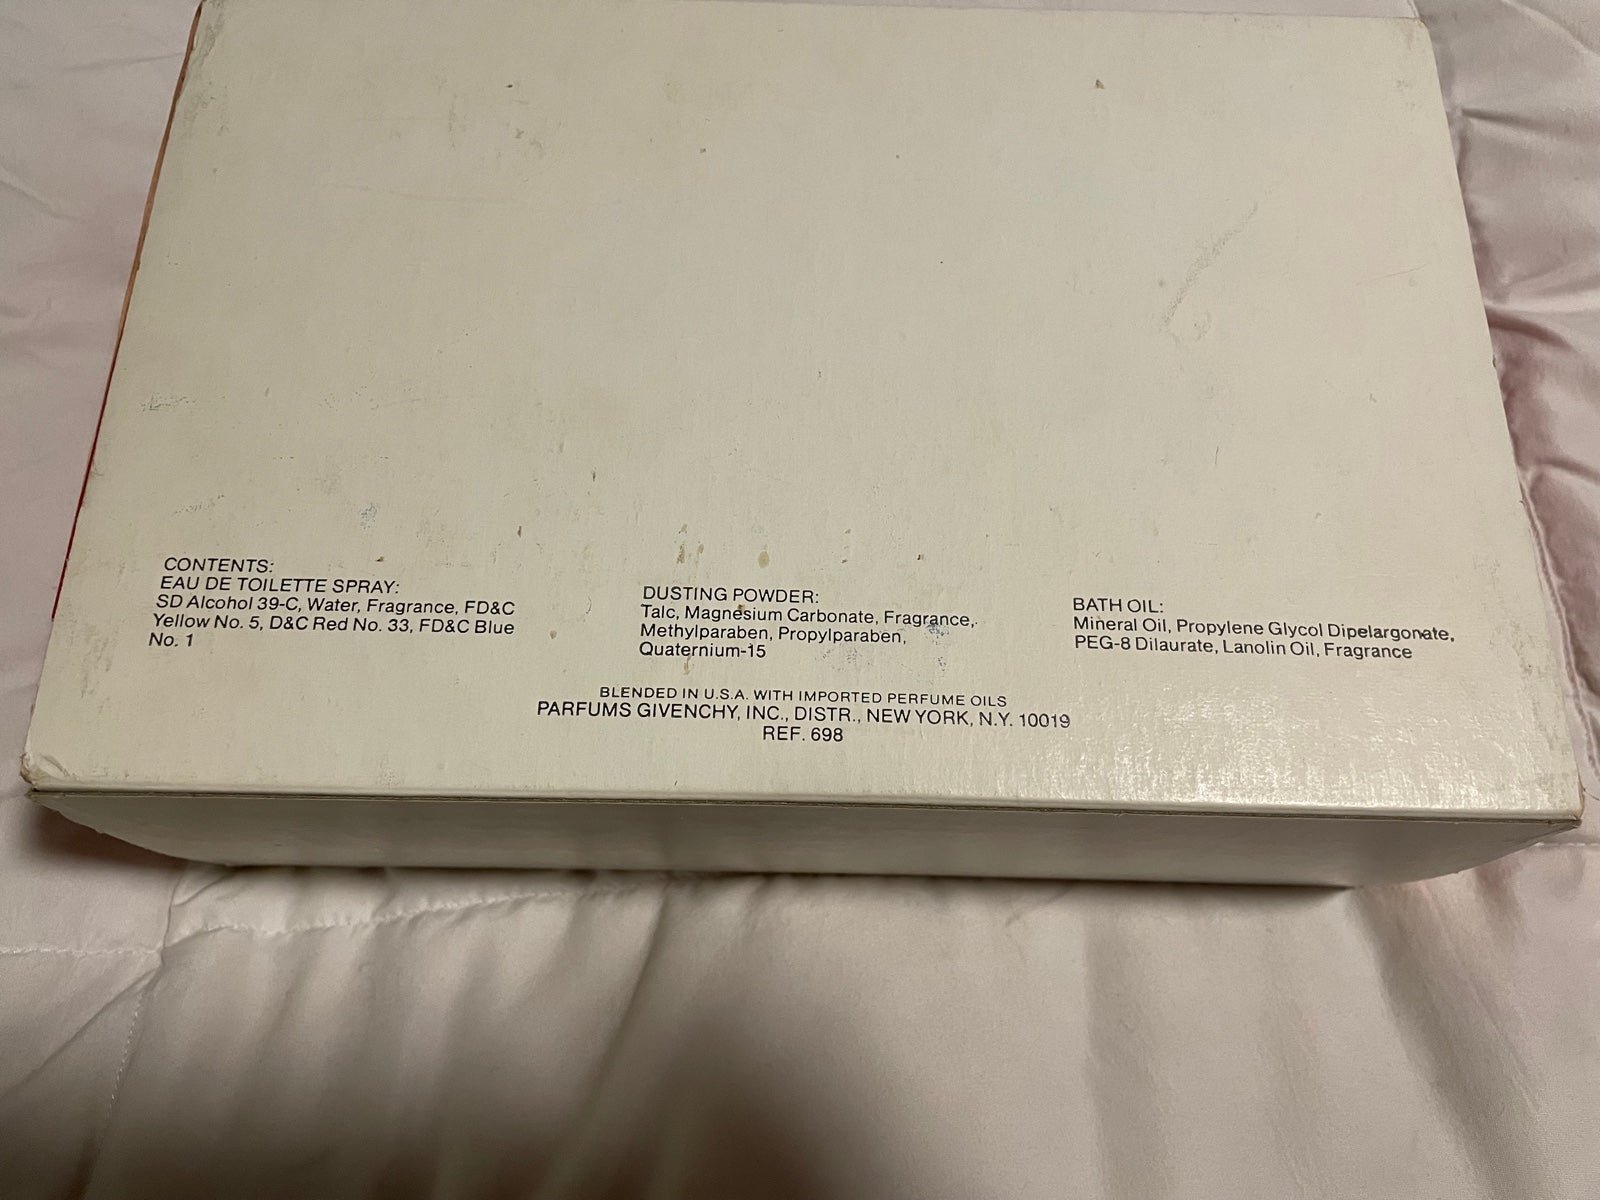 CONTENTS:
EAU DE TOILETTE SPRAY:
SD Alcohol 39-C, Water, Fragrance, FD&C
Yellow No. 5, D&C Red No. 33, FD&C Blue
No. 1
DUSTING POWDER:
Talc, Magnesium Carbonate, Fragrance,
Methylparaben, Propylparaben,
Quaternium-15
BATH OIL:
Mineral Oil, Propylene Glycol Dipelargonate,
PEG-8 Dilaurate, Lanolin Oil, Fragrance
BLENDED IN U.S.A. WITH IMPORTED PERFUME OILS
PARFUMS GIVENCHY, INC., DISTR., NEW YORK, N.Y. 10019
REF. 698